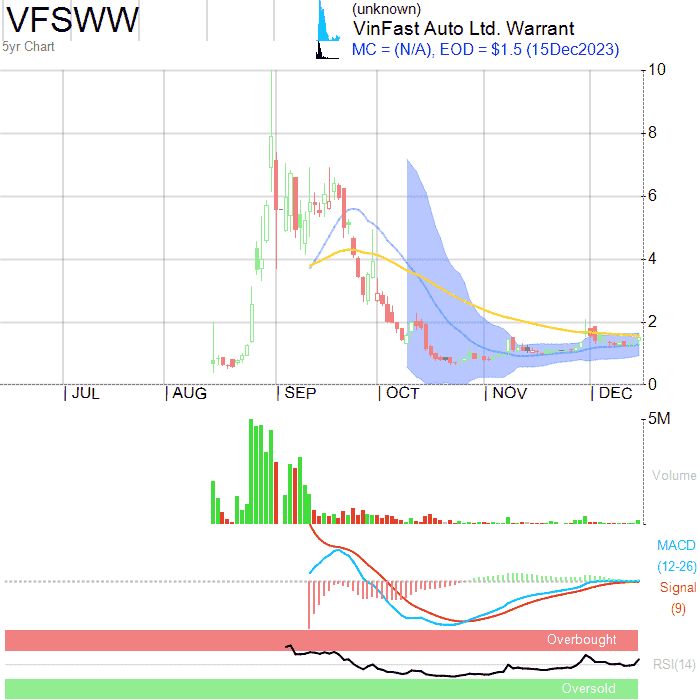 VFSWW
5yr Chart
(unknown)
VinFast Auto Ltd. Warrant
MC = (N/A), EOD = $1.5 (15Dec2023)
10
8
6
4
2
0
JUL
AUG
SEP
OCT
NOV
DEC
5M
Volume
MACD
(12-26)
Signal
(9)
Overbought
RSI(14)
Oversold